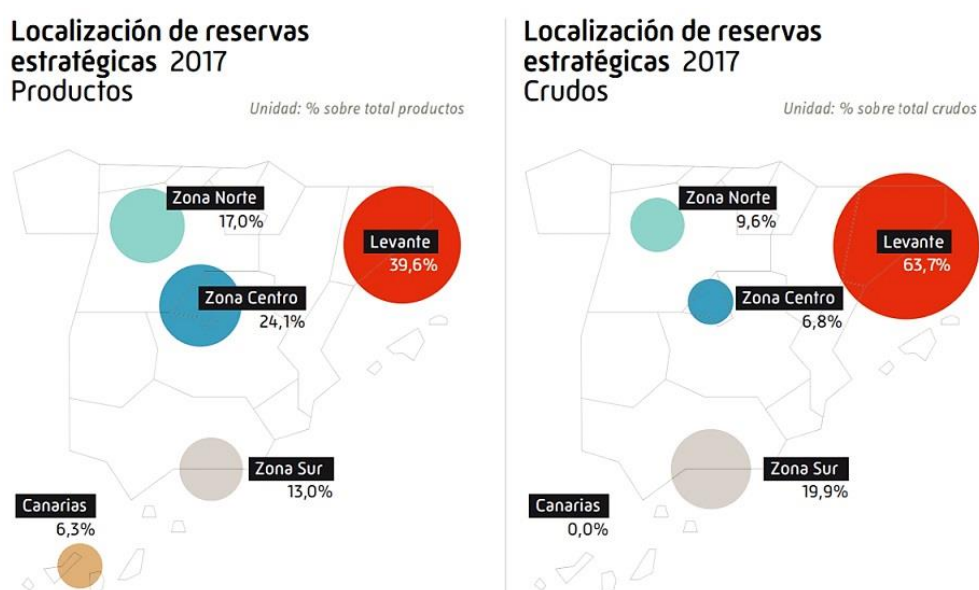 Localización de reservas
estratégicas 2017
Productos
Unidad: % sobre total productos
Zona Norte
17,0%
Levante
39,6%
Zona Centro
24,1%
Zona Sur
13,0%
Canarias
6,3%
Localización de reservas
estratégicas 2017
Crudos
Unidad: % sobre total crudos
Zona Norte
9,6%
Levante
63,7%
Zona Centro
6,8%
Zona Sur
19,9%
Canarias
0,0%